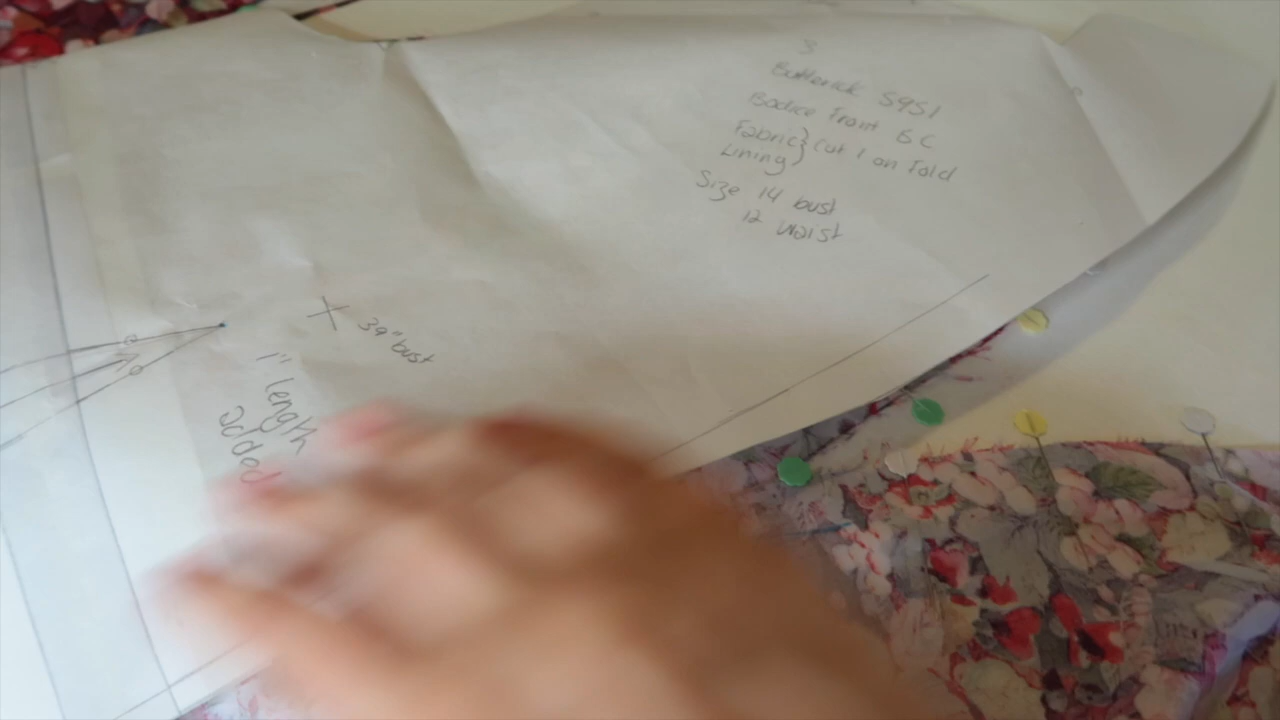 3
Butterick 5951
Bodice Front 6 C
Fabric } Cut 1 on fold
Lining
Size 14 bust
12 waist
39" bust
1" length
added